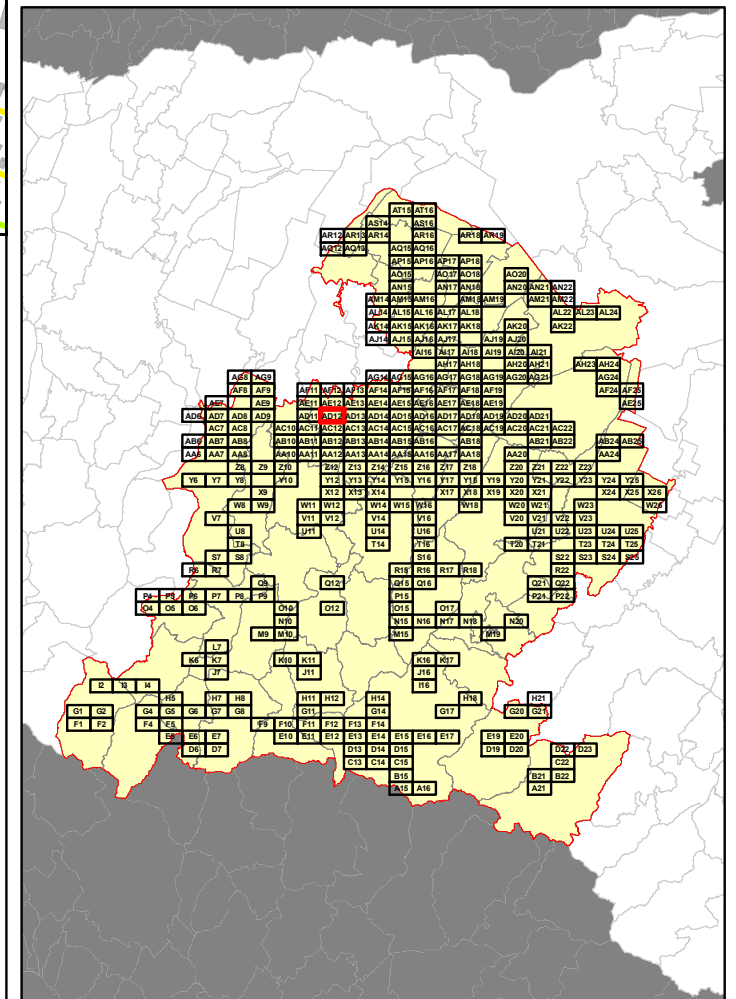 AT15 AT16
AS14 AS16
AR12 AR13 AR14 AR16 AR18 AR19
AQ12 AQ13 AQ15 AQ16
AP15 AP16 AP17 AP18
AO15 AO17 AO18 AO20
AN15 AN17 AN18 AN20 AN21 AN22
AM14 AM15 AM16 AM18 AM19 AM21 AM22
AL14 AL15 AL16 AL17 AL18 AL22 AL23 AL24
AK14 AK15 AK16 AK17 AK18 AK20 AK22
AJ14 AJ15 AJ16 AJ17 AJ19 AJ20
AI16 AI17 AI18 AI19 AI20 AI21
AH17 AH18 AH20 AH21 AH23 AH24
AG8 AG9 AG14 AG15 AG16 AG17 AG18 AG19 AG20 AG21 AG24
AF8 AF9 AF11 AF12 AF13 AF14 AF15 AF16 AF17 AF18 AF19 AF24 AF25
AE7 AE9 AE11 AE12 AE13 AE14 AE15 AE16 AE17 AE18 AE19 AE25
AD6 AD7 AD8 AD9 AD11 AD12 AD13 AD14 AD15 AD16 AD17 AD18 AD19 AD20 AD21
AC7 AC8 AC10 AC11 AC12 AC13 AC14 AC15 AC16 AC17 AC18 AC19 AC20 AC21 AC22
AB6 AB7 AB8 AB10 AB11 AB12 AB13 AB14 AB15 AB16 AB18 AB21 AB22 AB24 AB25
AA6 AA7 AA8 AA10 AA11 AA12 AA13 AA14 AA15 AA16 AA17 AA18 AA20 AA24
Z8 Z9 Z10 Z12 Z13 Z14 Z15 Z16 Z17 Z18 Z20 Z21 Z22 Z23
Y6 Y7 Y8 Y10 Y12 Y13 Y14 Y15 Y16 Y17 Y18 Y19 Y20 Y21 Y22 Y23 Y24 Y25
X9 X12 X13 X14 X17 X18 X19 X20 X21 X24 X25 X26
W8 W9 W11 W12 W14 W15 W16 W18 W20 W21 W23 W26
V7 V11 V12 V14 V16 V20 V21 V22 V23
U8 U11 U14 U16 U21 U22 U23 U24 U25
T8 T14 T16 T20 T21 T23 T24 T25
S7 S8 S16 S22 S23 S24 S25
R6 R7 R15 R16 R17 R18 R22
Q9 Q12 Q15 Q16 Q21 Q22
P4 P5 P6 P7 P8 P9 P15 P21 P22
O4 O5 O6 O10 O12 O15 O17
N10 N15 N16 N17 N18 N20
M9 M10 M15 M19
L7
K6 K7 K10 K11 K16 K17
J7 J11 J16
I2 I3 I4 I16
H5 H7 H8 H11 H12 H14 H18 H21
G1 G2 G4 G5 G6 G7 G8 G11 G14 G17 G20 G21
F1 F2 F4 F5 F9 F10 F11 F12 F13 F14
E5 E6 E7 E10 E11 E12 E13 E14 E15 E16 E17 E19 E20
D6 D7 D13 D14 D15 D19 D20 D22 D23
C13 C14 C15 C22
B15 B21 B22
A15 A16 A21